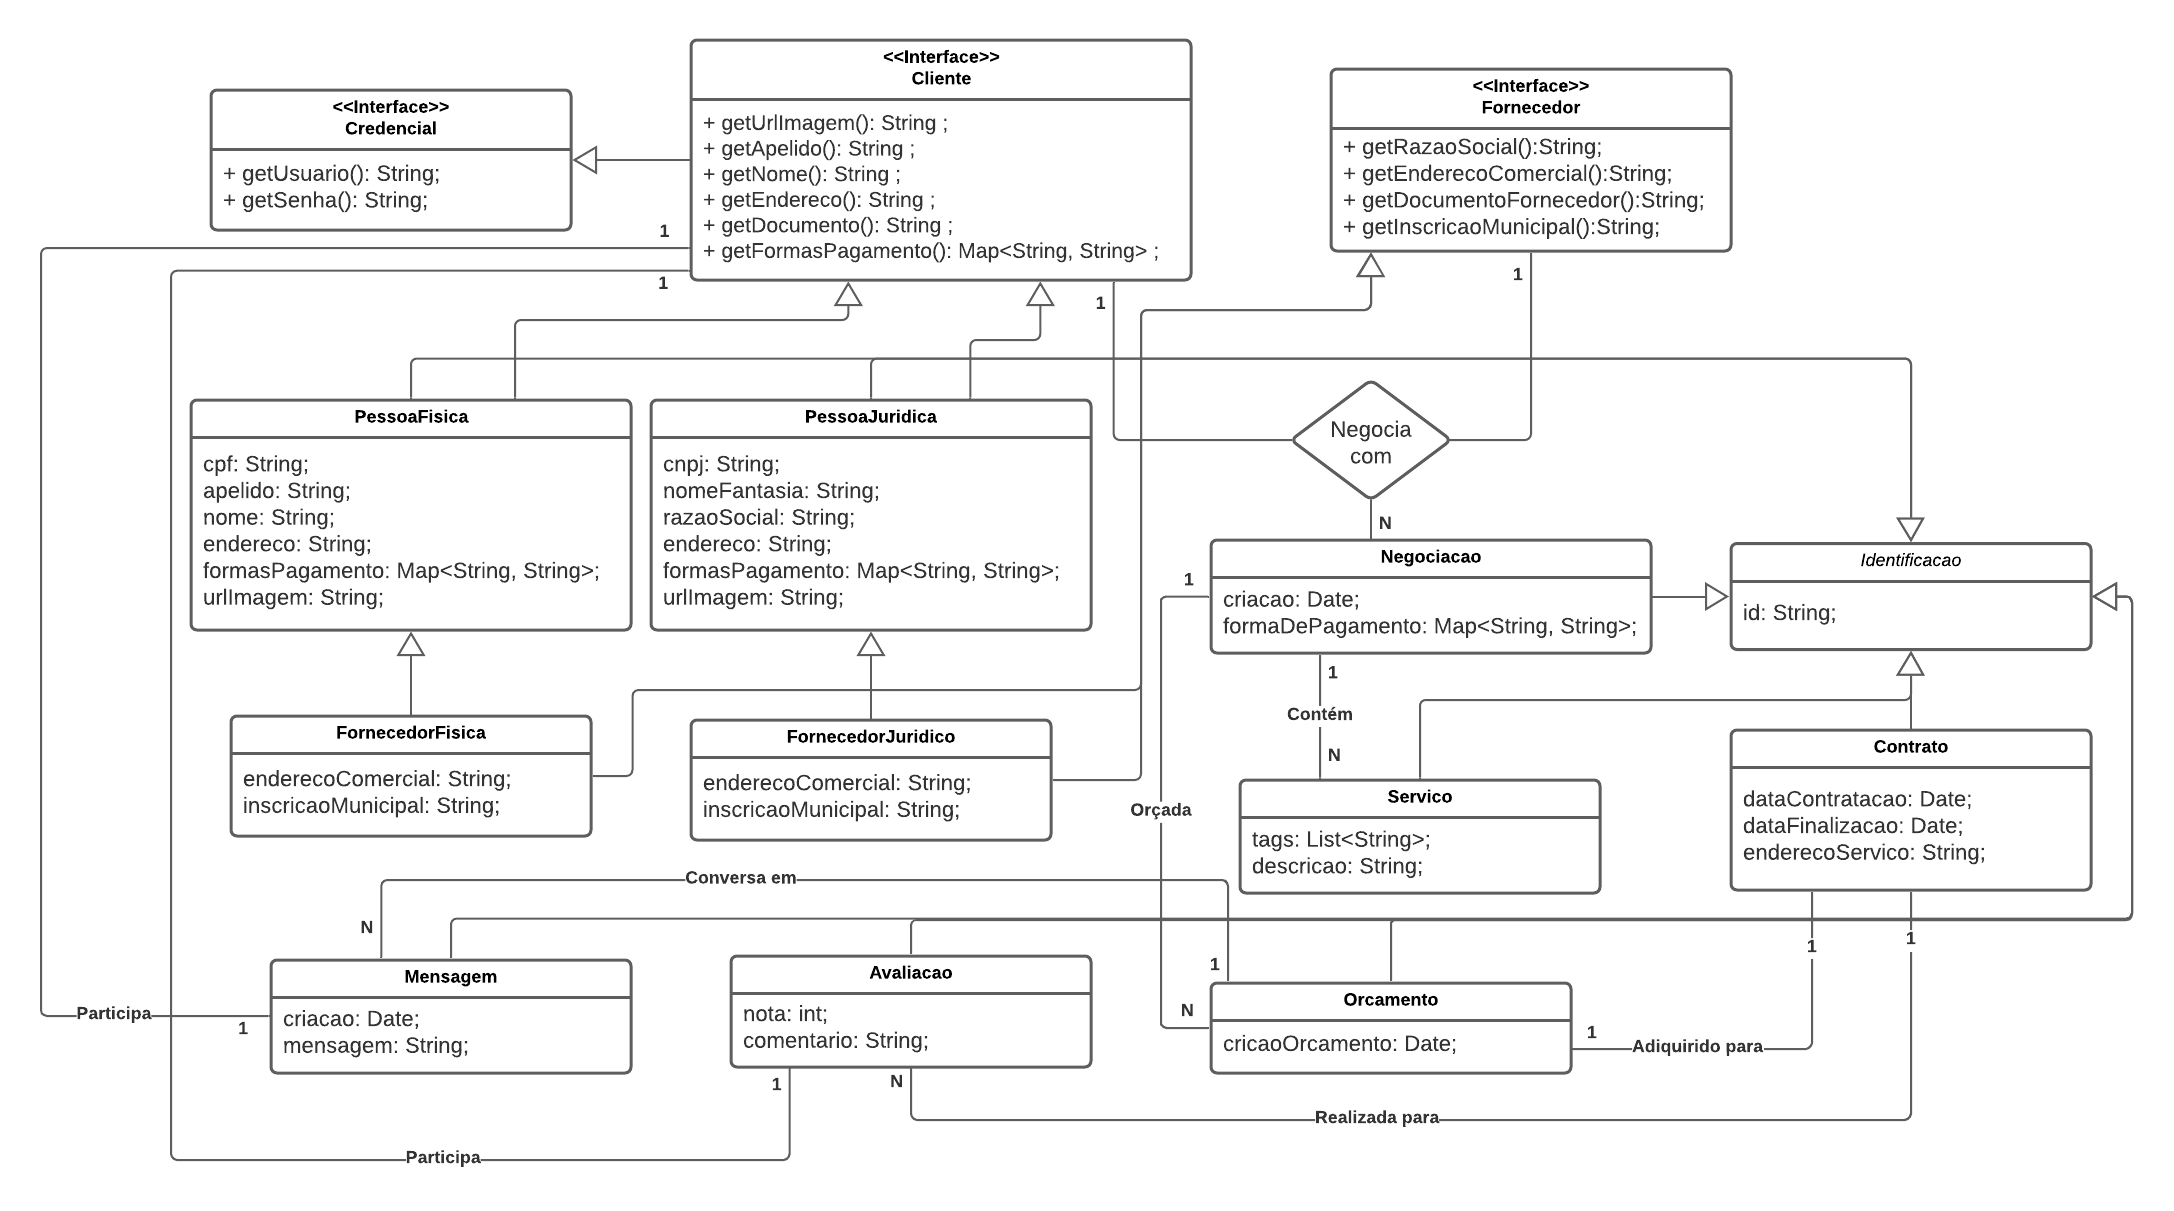 <<Interface>>
Cliente
+ getUrlImagem(): String ;
+ getApelido(): String ;
+ getNome(): String ;
+ getEndereco(): String ;
+ getDocumento(): String ;
+ getFormasPagamento(): Map<String, String> ;
<<Interface>>
Fornecedor
+ getRazaoSocial():String;
+ getEnderecoComercial():String;
+ getDocumentoFornecedor():String;
+ getInscricaoMunicipal():String;
<<Interface>>
Credencial
+ getUsuario(): String;
+ getSenha(): String;
1
1
1
1
Negocia
com
N
PessoaFisica
cpf: String;
apelido: String;
nome: String;
endereco: String;
formasPagamento: Map<String, String>;
urlImagem: String;
PessoaJuridica
cnpj: String;
nomeFantasia: String;
razaoSocial: String;
endereco: String;
formasPagamento: Map<String, String>;
urlImagem: String;
Negociacao
criacao: Date;
formaDePagamento: Map<String, String>;
1
Identificacao
id: String;
1
Contém
N
FornecedorFisica
enderecoComercial: String;
inscricaoMunicipal: String;
FornecedorJuridico
enderecoComercial: String;
inscricaoMunicipal: String;
Orçada
Servico
tags: List<String>;
descricao: String;
Contrato
dataContratacao: Date;
dataFinalizacao: Date;
enderecoServico: String;
Conversa em
N
1
1
1
Mensagem
criacao: Date;
mensagem: String;
Participa
1
Avaliacao
nota: int;
comentario: String;
N
Orcamento
cricaoOrcamento: Date;
1
Adiquirido para
1
N
Realizada para
Participa